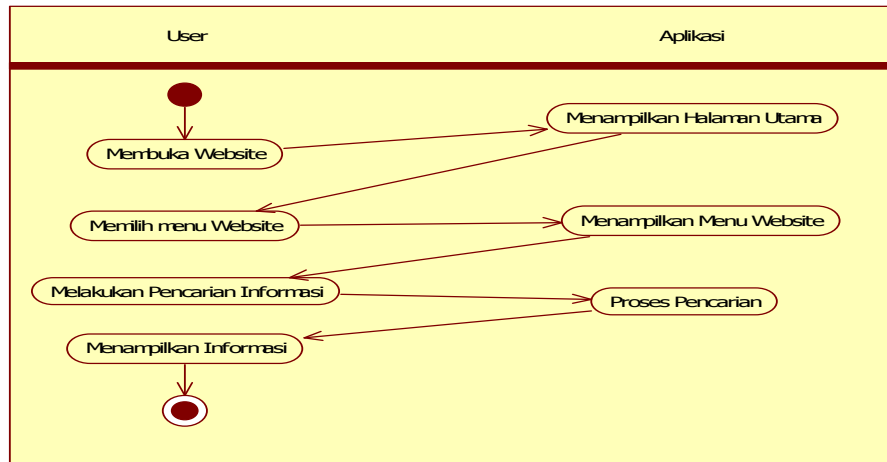 User
Aplikasi
Menampilkan Halaman Utama
Membuka Website
Memilih menu Website
Menampilkan Menu Website
Melakukan Pencarian Informasi
Proses Pencarian
Menampilkan Informasi